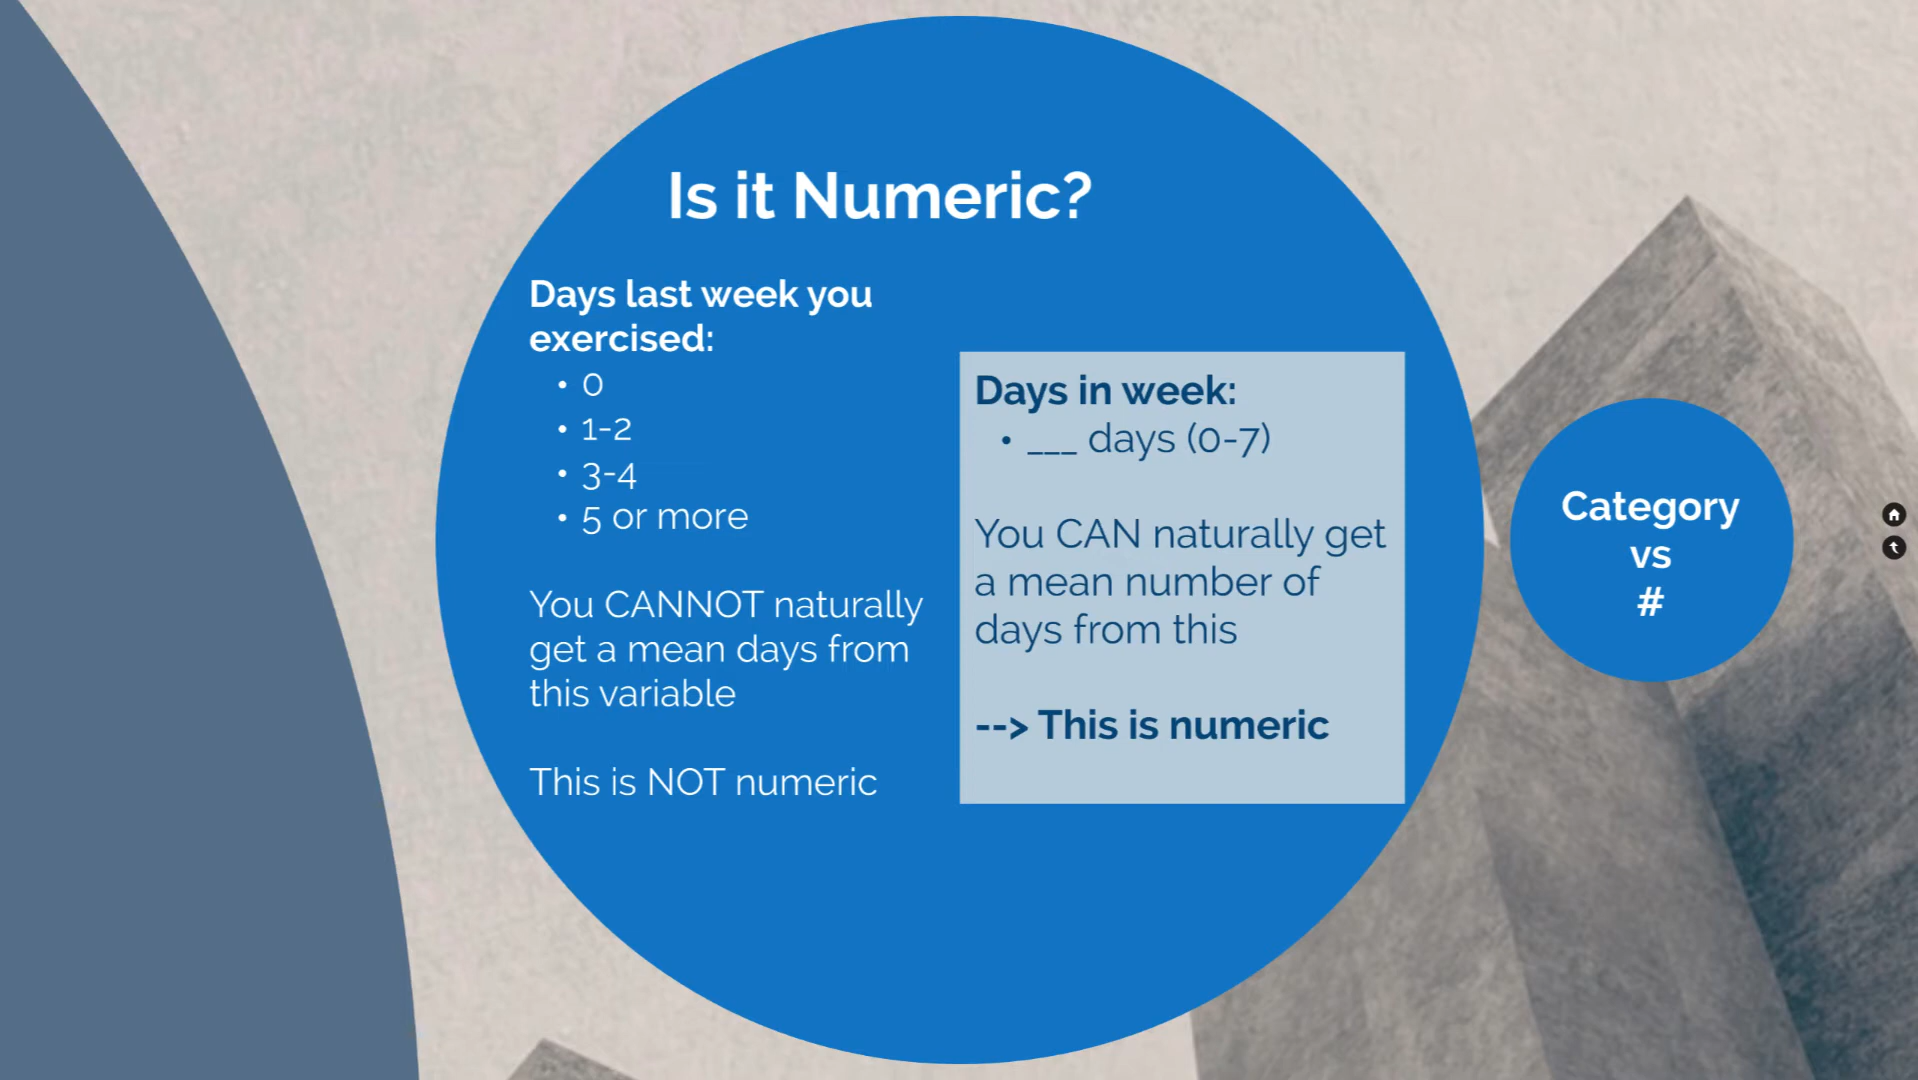 Is it Numeric?
Days last week you
exercised:
• 0
• 1-2
• 3-4
• 5 or more
You CANNOT naturally
get a mean days from
this variable
This is NOT numeric
Days in week:
• ___ days (0-7)
You CAN naturally get
a mean number of
days from this
--> This is numeric
Category
vs
#